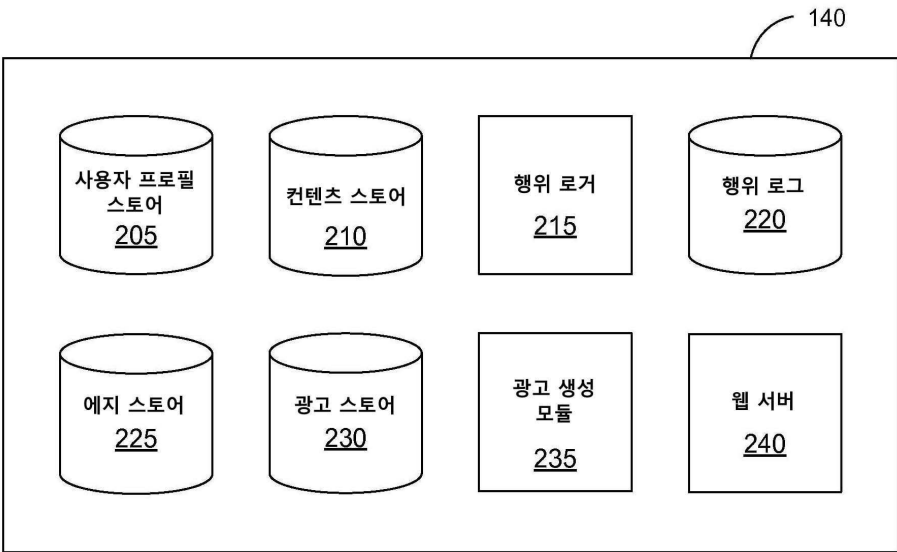 140
사용자 프로필
스토어
205
컨텐츠 스토어
210
행위 로거
215
행위 로그
220
에지 스토어
225
광고 스토어
230
광고 생성
모듈
235
웹 서버
240